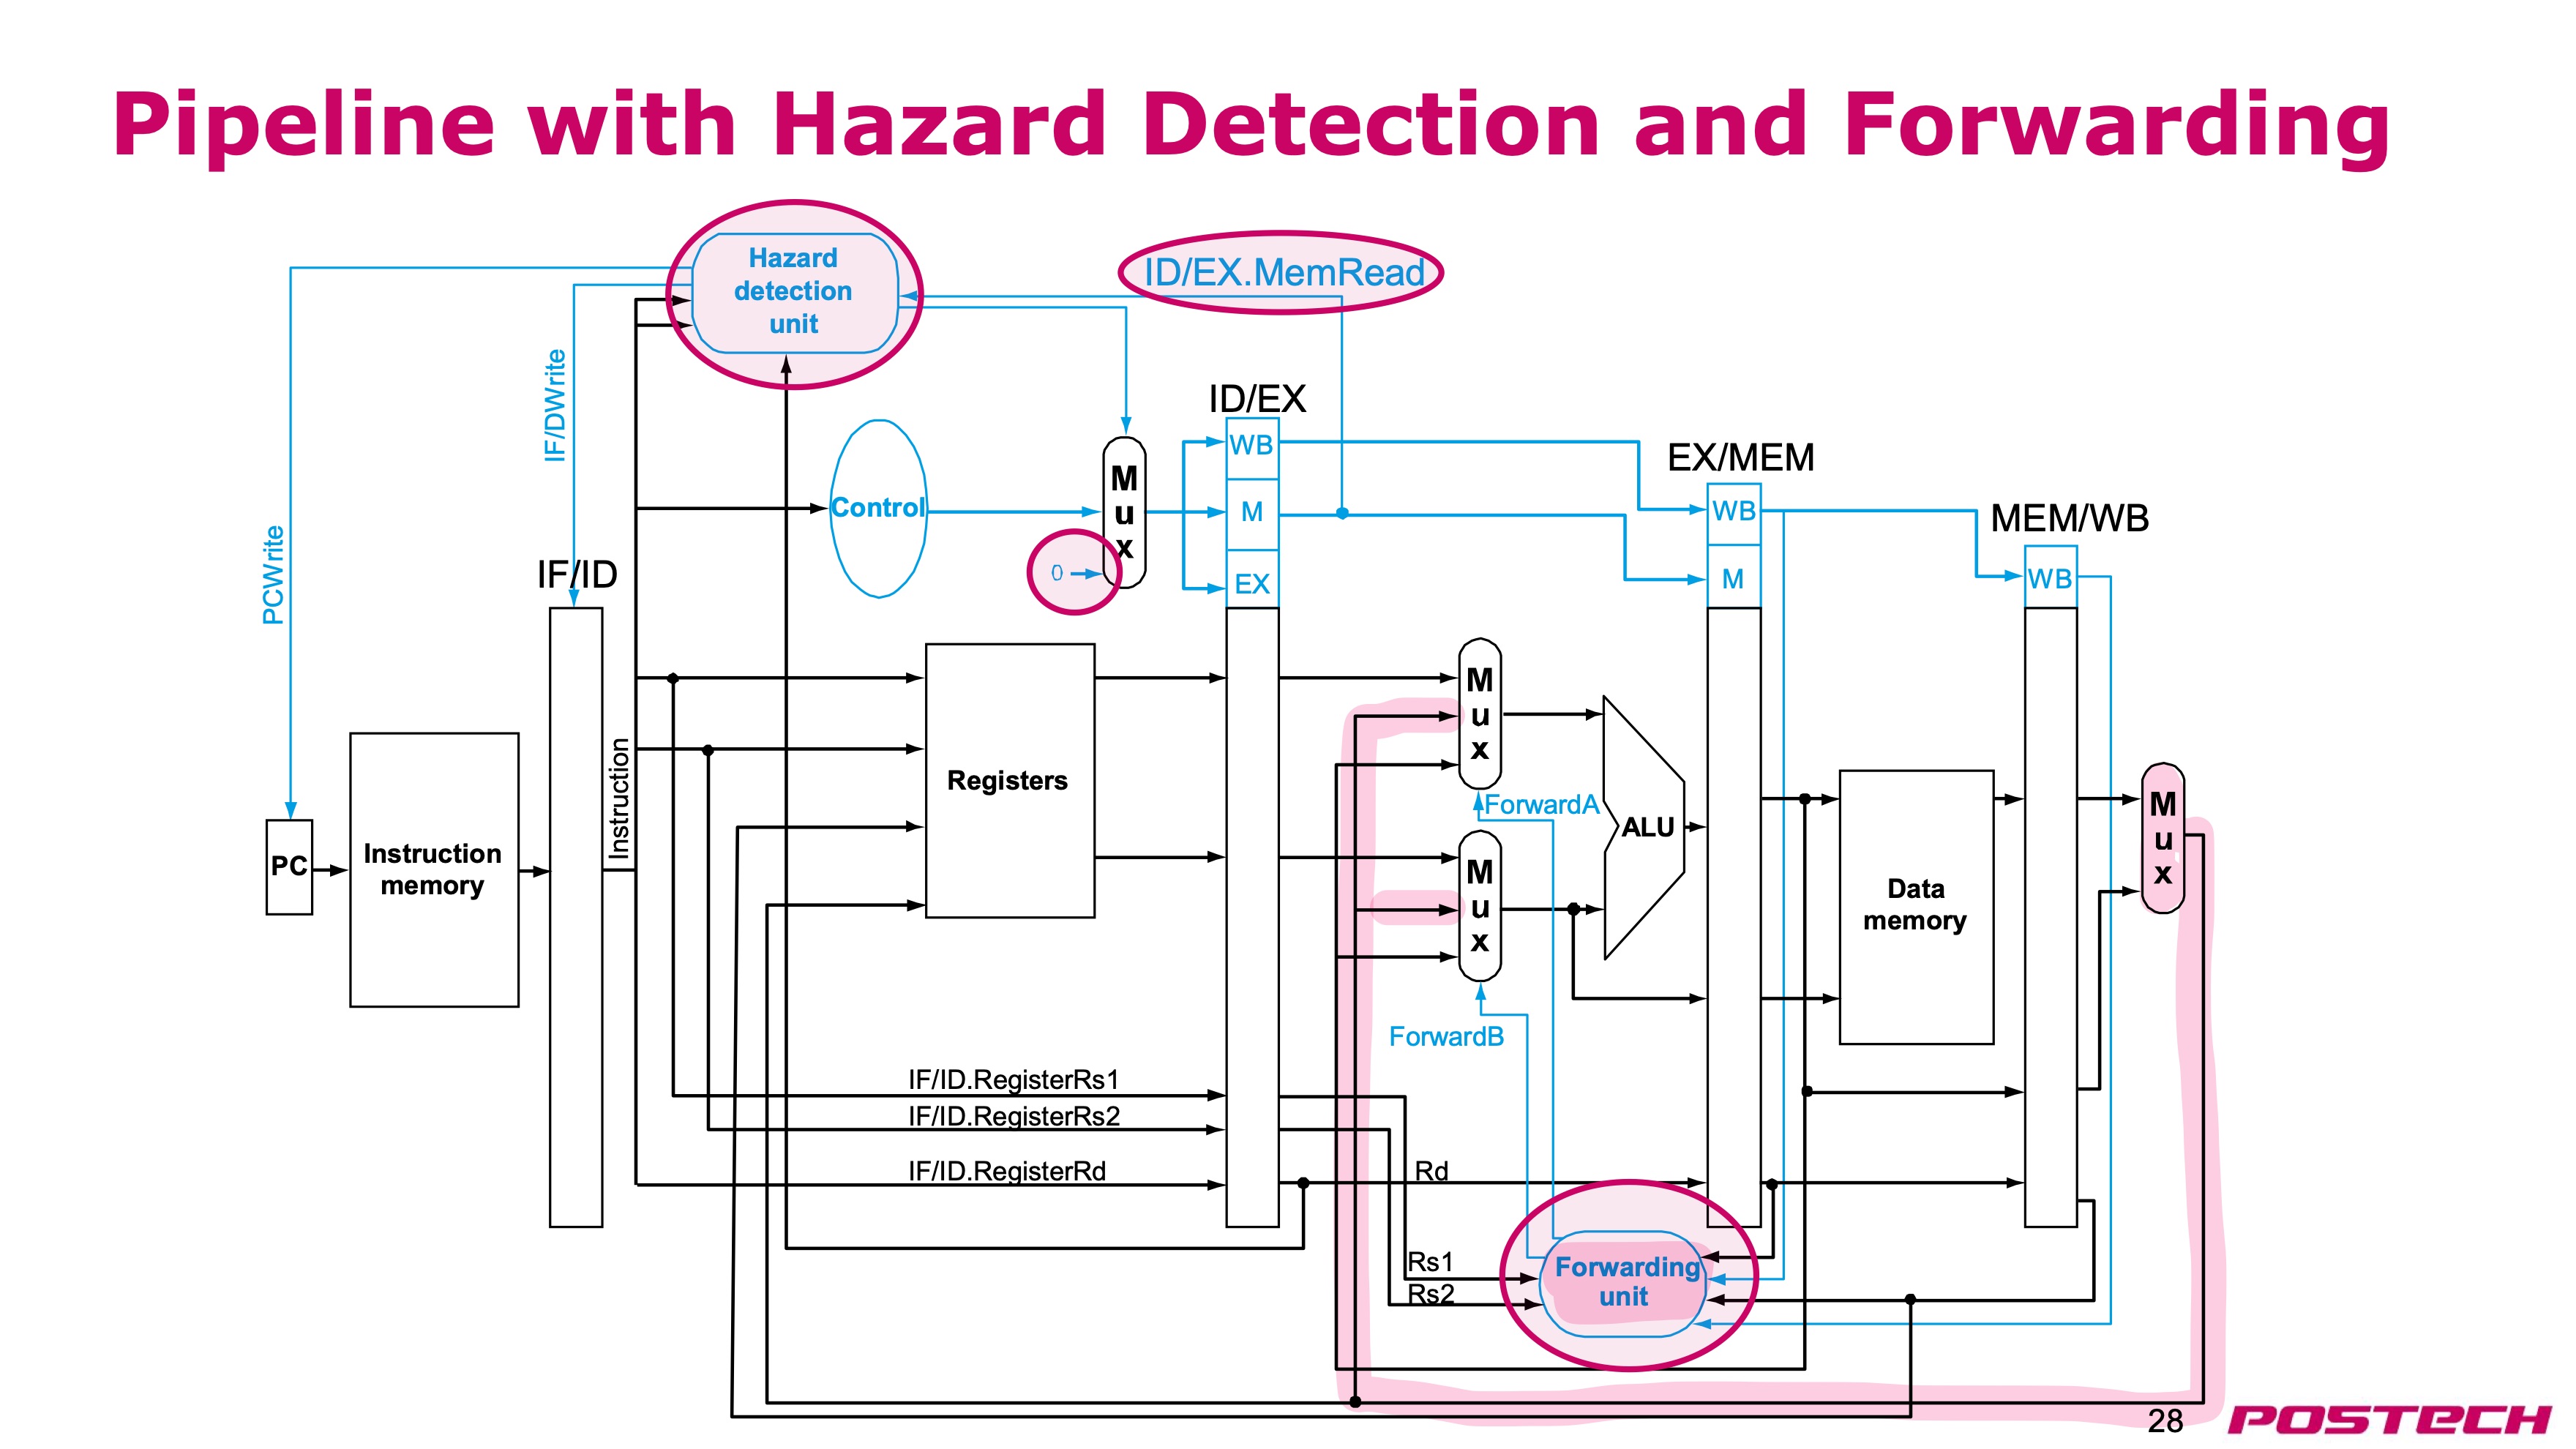 Pipeline with Hazard Detection and Forwarding
Hazard
detection
unit
ID/EX.MemRead
IF/DWrite
PCWrite
ID/EX
WB
M
EX
Control
M
u
x
0
EX/MEM
WB
M
MEM/WB
WB
IF/ID
PC
Instruction
memory
Instruction
Registers
M
u
x
ForwardA
M
u
x
ForwardB
ALU
Data
memory
M
u
x
IF/ID.RegisterRs1
IF/ID.RegisterRs2
IF/ID.RegisterRd
Rd
Rs1
Rs2
Forwarding
unit
28
POSTECH